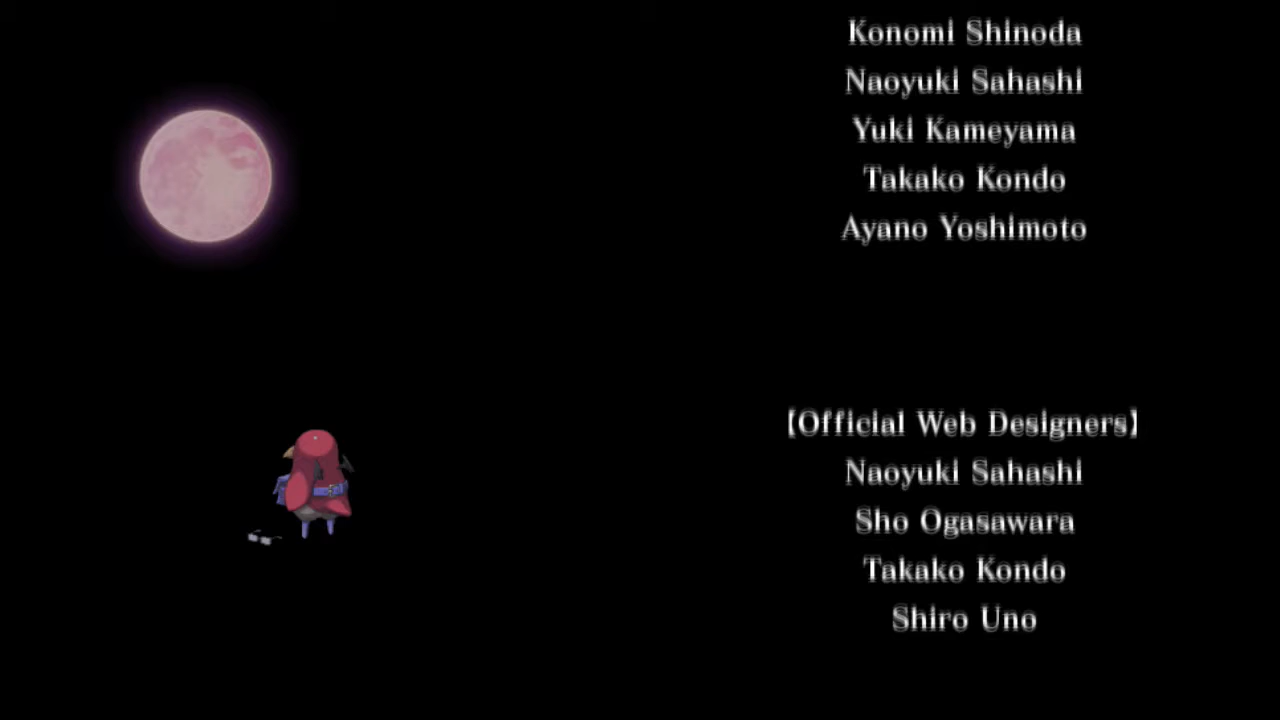 Konomi Shinoda
Naoyuki Sahashi
Yuki Kameyama
Takako Kondo
Ayano Yoshimoto
【Official Web Designers】
Naoyuki Sahashi
Sho Ogasawara
Takako Kondo
Shiro Uno